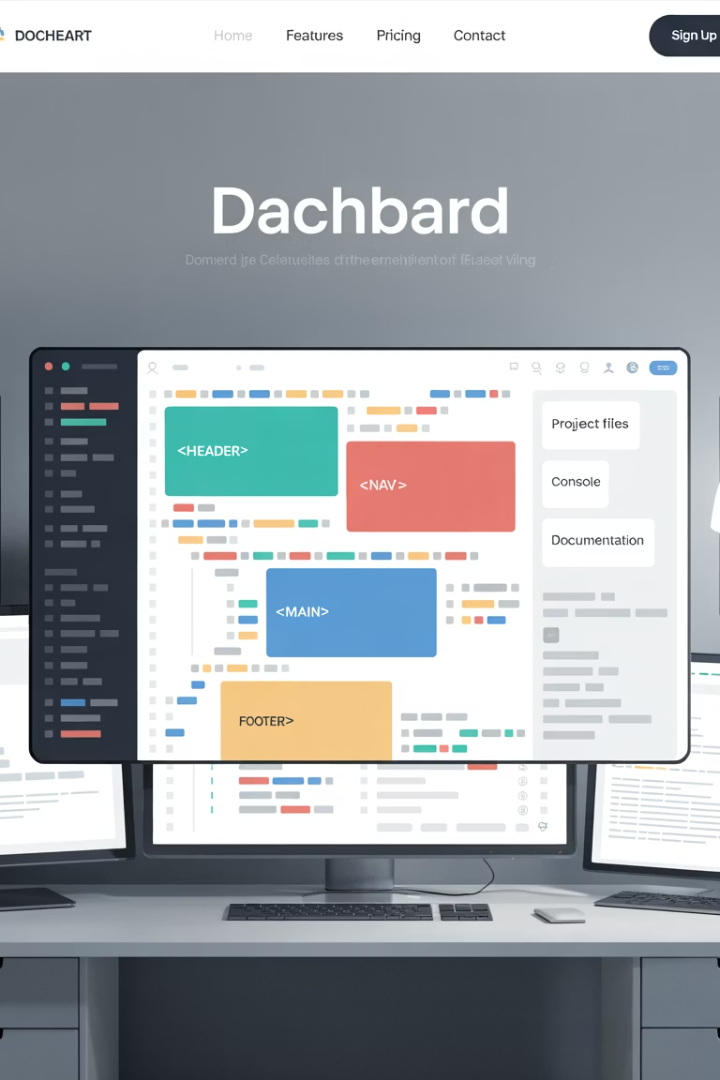 DOCHEART
Home Features Pricing Contact
Sign Up
Dachbard
<HEADER>
<NAV>
<MAIN>
FOOTER>
Project files
Console
Documentation